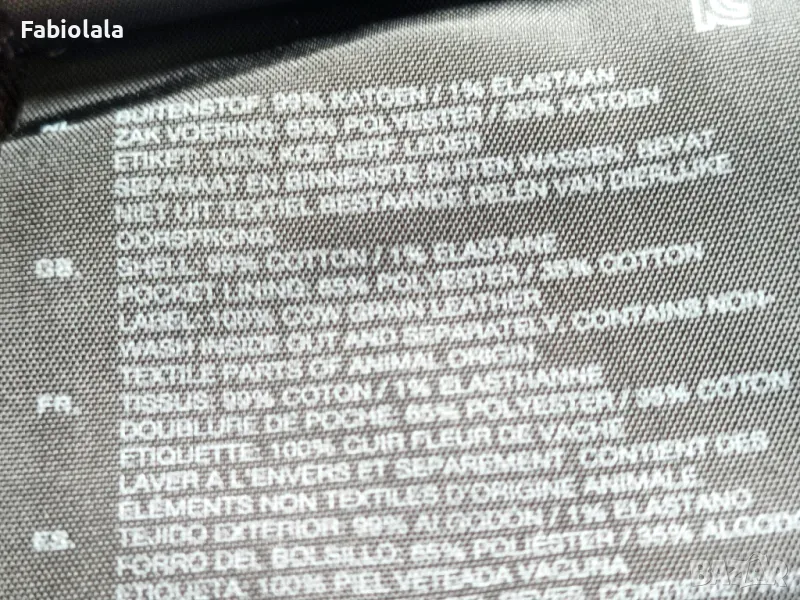 Fabiolala
BUITENSTOF: 99% KATOEN / 1% ELASTAAN
ZAK VOERING: 65% POLYESTER / 35% KATOEN
ETIKET: 100% KOE NERF LEDER
SEPARAAT EN BINNENSTE BUITEN WASSEN. BEVAT
NIET UIT TEXTIEL BESTAANDE DELEN VAN DIERLIJKE
OORSPRONG.
GB. SHELL: 99% COTTON / 1% ELASTANE
POCKET LINING: 65% POLYESTER / 35% COTTON
LABEL: 100% COW GRAIN LEATHER
WASH INSIDE OUT AND SEPARATELY. CONTAINS NON-
TEXTILE PARTS OF ANIMAL ORIGIN
FR. TISSUS: 99% COTON / 1% ELASTHANNE
DOUBLURE DE POCHE: 65% POLYESTER / 35% COTON
ETIQUETTE: 100% CUIR FLEUR DE VACHE
LAVER A L'ENVERS ET SEPAREMENT. CONTIENT DES
ELÉMENTS NON TEXTILES D'ORIGINE ANIMALE
ES. TEJIDO EXTERIOR: 99% ALGODON / 1% ELASTANO
FORRO DEL BOLSILLO: 65% POLIÉSTER / 35% ALGODO
ETIQUETA: 100% PIEL VETEADA VACUNA
BAZAR